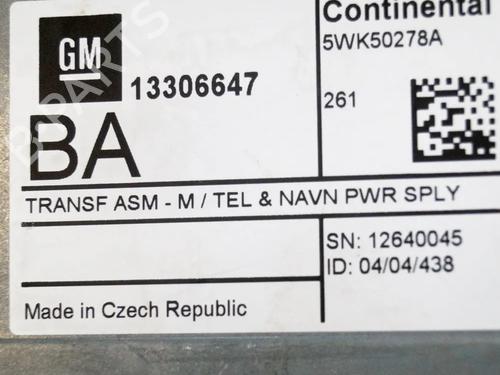 Continental
5WK50278A
GM
13306647
261
BA
TRANSF ASM - M / TEL & NAVN PWR SPLY
SN: 12640045
ID: 04/04/438
Made in Czech Republic
B-PARTS